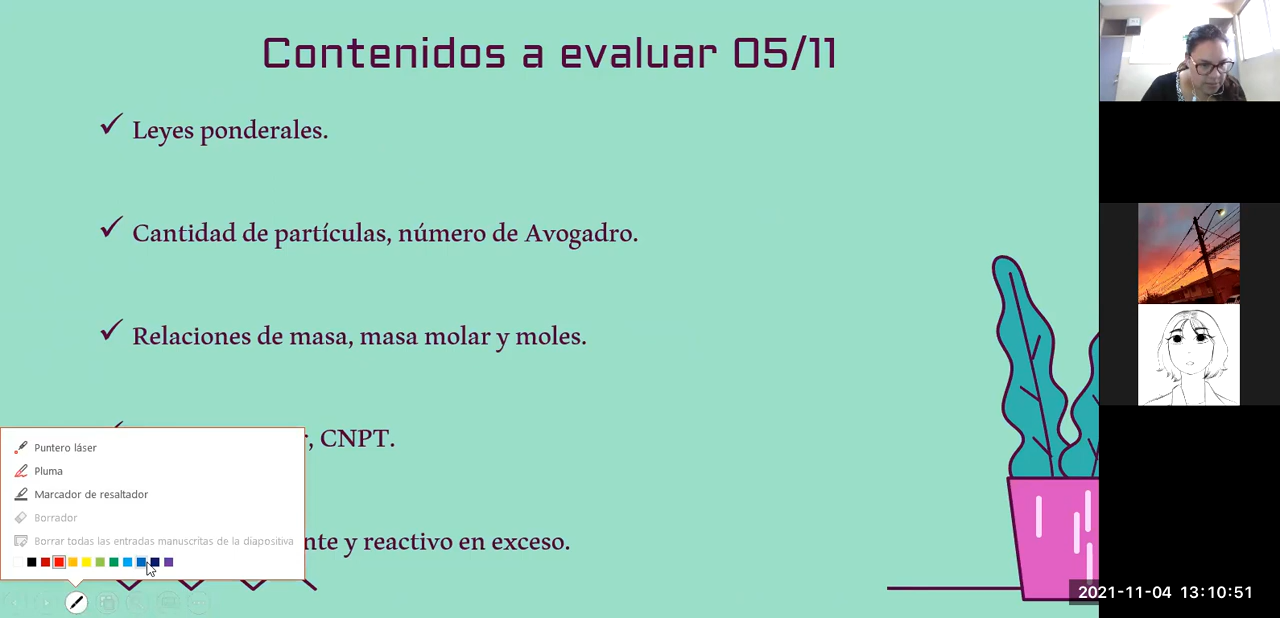 Contenidos a evaluar 05/11
✓ Leyes ponderales.
✓ Cantidad de partículas, número de Avogadro.
✓ Relaciones de masa, masa molar y moles.
, CNPT.
y reactivo en exceso.
Puntero láser
Pluma
Marcador de resaltador
Borrador
Borrar todas las entradas manuscritas de la diapositiva
2021-11-04 13:10:51